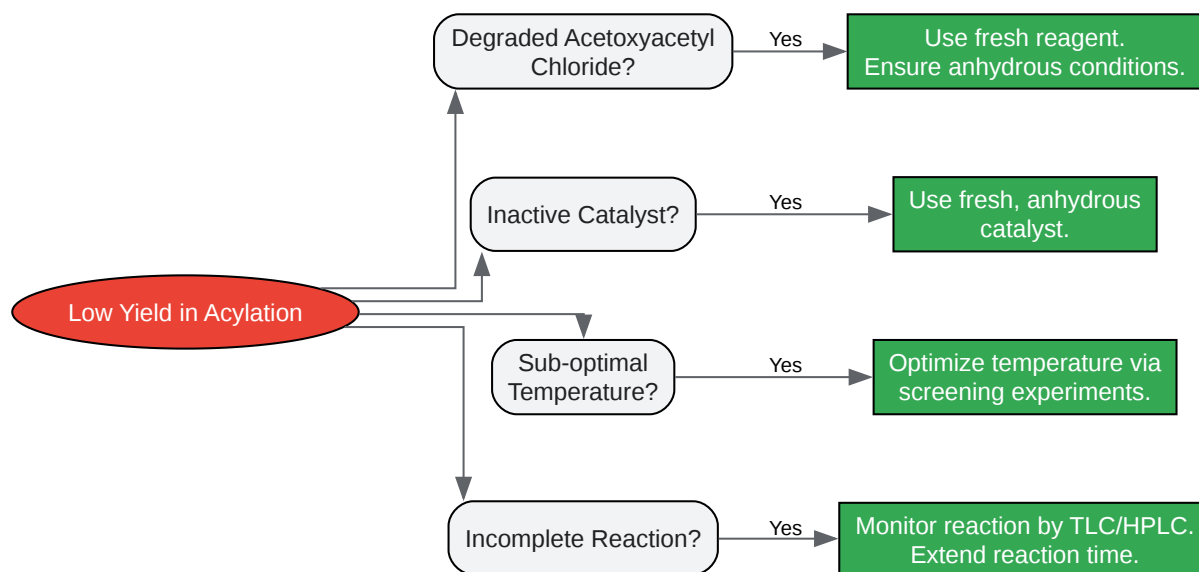 Degraded Acetoxyacetyl
Chloride?
Yes
Use fresh reagent.
Ensure anhydrous conditions.
Inactive Catalyst?
Yes
Use fresh, anhydrous
catalyst.
Low Yield in Acylation
Sub-optimal
Temperature?
Yes
Optimize temperature via
screening experiments.
Incomplete Reaction?
Yes
Monitor reaction by TLC/HPLC.
Extend reaction time.